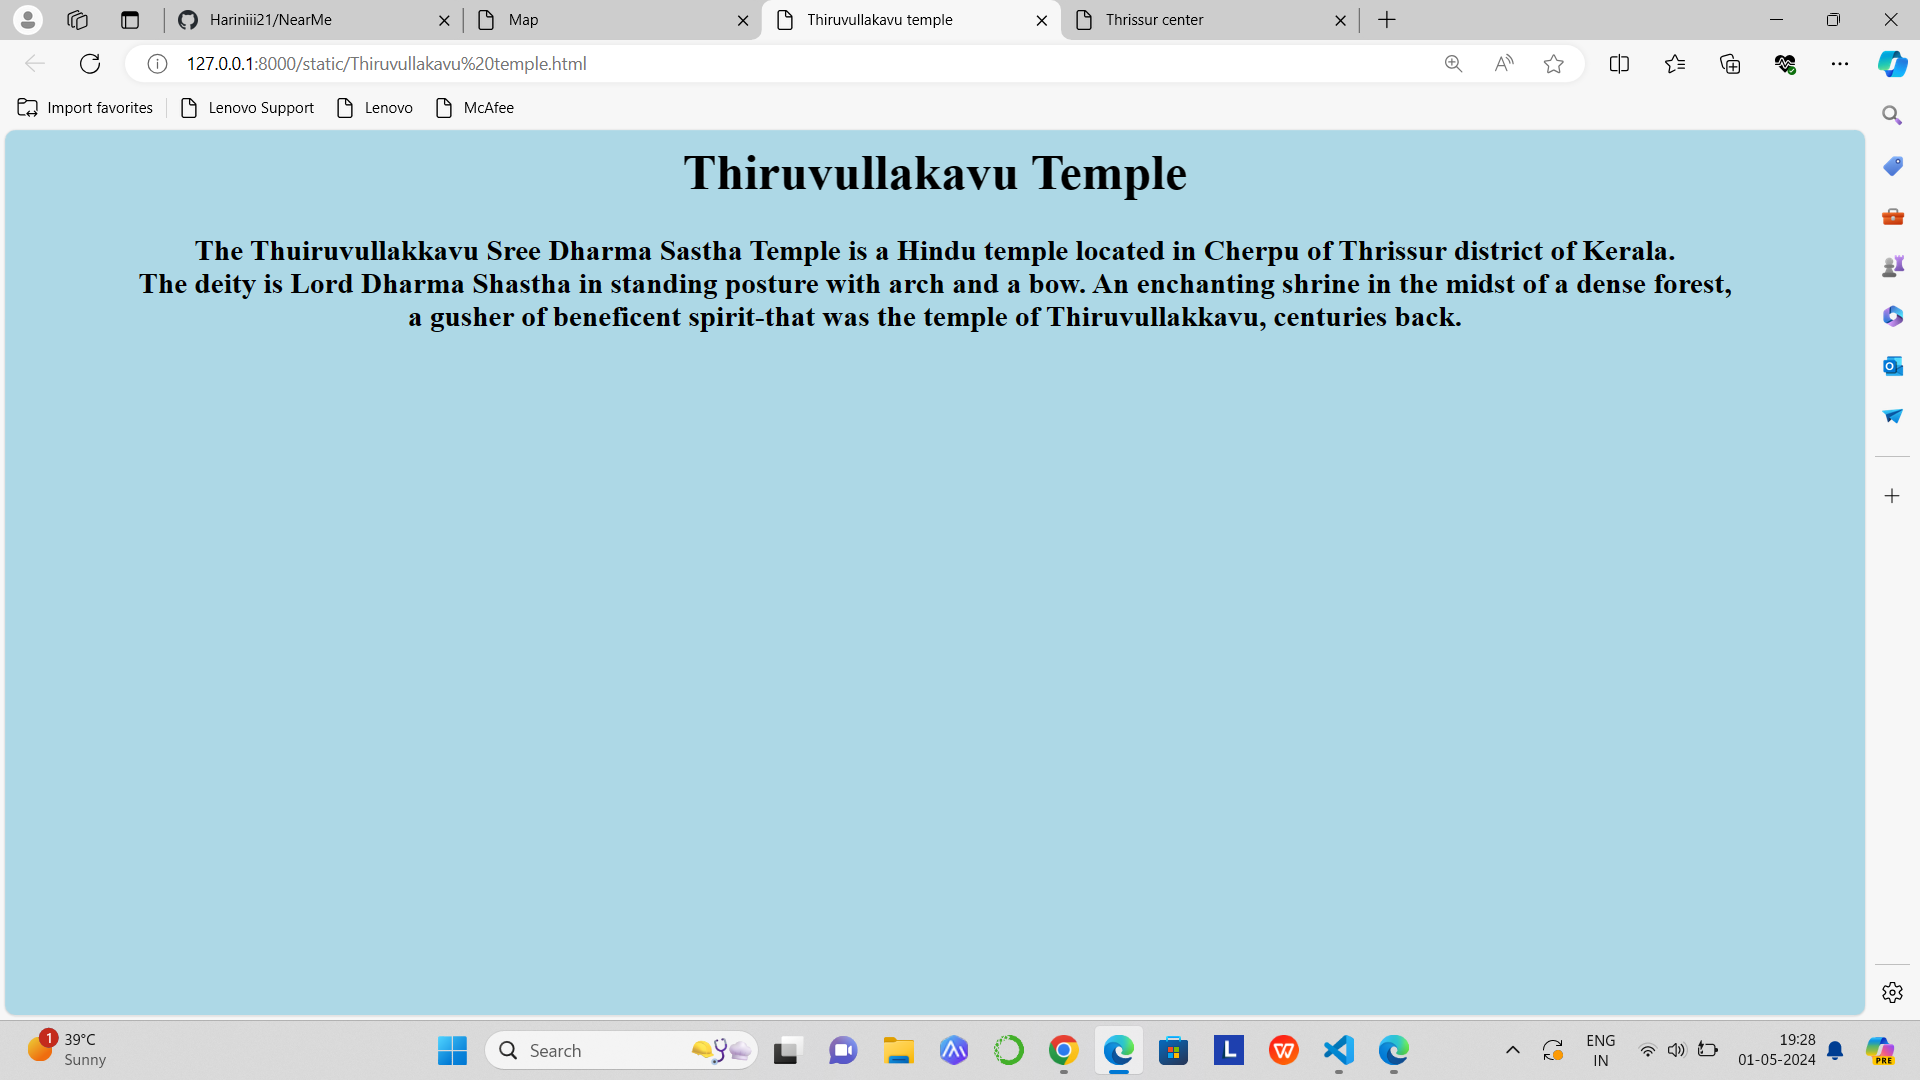 Hariniii21/NearMe
Map
Thiruvullakavu temple
Thrissur center
127.0.0.1:8000/static/Thiruvullakavu%20temple.html
Import favorites
Lenovo Support
Lenovo
McAfee
Thiruvullakavu Temple
The Thuiruvullakkavu Sree Dharma Sastha Temple is a Hindu temple located in Cherpu of Thrissur district of Kerala.
The deity is Lord Dharma Shastha in standing posture with arch and a bow. An enchanting shrine in the midst of a dense forest,
a gusher of beneficent spirit-that was the temple of Thiruvullakkavu, centuries back.
1
39°C
Sunny
Search
L
W
ENG
IN
19:28
01-05-2024
PRE